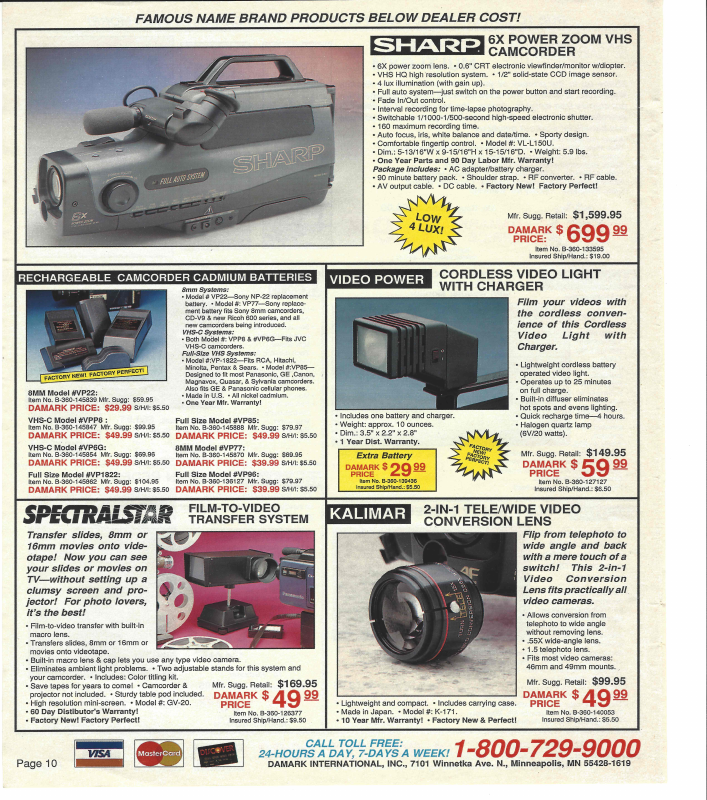 FAMOUS NAME BRAND PRODUCTS BELOW DEALER COST!
SHARP 6X POWER ZOOM VHS
CAMCORDER
• 6X power zoom lens. • 0.6" CRT electronic viewfinder/monitor w/diopter.
• VHS HQ high resolution system. • 1/2" solid-state CCD image sensor.
• 4 lux illumination (with gain up).
• Full auto system—just switch on the power button and start recording.
• Fade In/Out control.
• Interval recording for time-lapse photography.
• Switchable 1/1000-1/500-second high-speed electronic shutter.
• 160 maximum recording time.
• Auto focus, iris, white balance and date/time. • Sporty design.
• Comfortable fingertip control. • Model #: VL-L150U.
• Dim.: 5-13/16"W x 9-15/16"H x 15-15/16"D. • Weight: 5.9 lbs.
• One Year Parts and 90 Day Labor Mfr. Warranty!
Package includes: • AC adapter/battery charger.
• 90 minute battery pack. • Shoulder strap. • RF converter. • RF cable.
• AV output cable. • DC cable. • Factory New! Factory Perfect!
SHARP
FULL AUTO SYSTEM
6X
LOW
4 LUX!
Mfr. Sugg. Retail: $1,599.95
DAMARK $ 699 99
PRICE:
Item No. B-360-133595
Insured Ship/Hand.: $19.00
RECHARGEABLE CAMCORDER CADMIUM BATTERIES
FACTORY NEW! FACTORY PERFECT!
8mm Systems:
• Model # VP22—Sony NP-22 replacement
battery. • Model #: VP77—Sony replace-
ment battery fits Sony 8mm camcorders,
CD-V9 & new Ricoh 600 series, and all
new camcorders being introduced.
VHS-C Systems:
• Both Model #: VPP8 & #VP6G—Fits JVC
VHS-C camcorders.
Full-Size VHS Systems:
• Model #:VP-1822—Fits RCA, Hitachi,
Minolta, Pentax & Sears. • Model #:VP85—
Designed to fit most Panasonic, GE ,Canon,
Magnavox, Quasar, & Sylvania camcorders.
Also fits GE & Panasonic cellular phones.
• Made in U.S. • All nickel cadmium.
• One Year Mfr. Warranty!
8MM Model #VP22:
Item No. B-360-145839 Mfr. Sugg: $59.95
DAMARK PRICE: $29.99 S/H/I: $5.50
VHS-C Model #VPP8 :
Item No. B-360-145847 Mfr. Sugg: $99.95
DAMARK PRICE: $49.99 S/H/I: $5.50
VHS-C Model #VP6G:
Item No. B-360-145854 Mfr. Sugg: $69.96
DAMARK PRICE: $49.99 S/H/I: $5.50
Full Size Model #VP1822:
Item No. B-360-145862 Mfr. Sugg: $104.95
DAMARK PRICE: $49.99 S/H/I: $5.50
Full Size Model #VP85:
Item No. B-360-145888 Mfr. Sugg: $79.97
DAMARK PRICE: $49.99 S/H/I: $5.50
8MM Model #VP77:
Item No. B-360-145870 Mfr. Sugg: $69.95
DAMARK PRICE: $39.99 S/H/I: $5.50
Full Size Model #VP96:
Item No. B-360-136127 Mfr. Sugg: $79.97
DAMARK PRICE: $39.99 S/H/I: $5.50
VIDEO POWER CORDLESS VIDEO LIGHT
WITH CHARGER
Film your videos with
the cordless conven-
ience of this Cordless
Video Light with
Charger.
• Lightweight cordless battery
operated video light.
• Operates up to 25 minutes
on full charge.
• Built-in diffuser eliminates
hot spots and evens lighting.
• Quick recharge time—4 hours.
• Halogen quartz lamp
(6V/20 watts).
• Includes one battery and charger.
• Weight: approx. 10 ounces.
• Dim.: 3.5" x 2.2" x 2.8"
• 1 Year Dist. Warranty.
Extra Battery
DAMARK $ 29 99
PRICE
Item No. B-360-139436
Insured Ship/Hand.: $5.50
FACTORY
NEW!
FACTORY
PERFECT!
Mfr. Sugg. Retail: $149.95
DAMARK $ 59 99
PRICE
Item No. B-360-127127
Insured Ship/Hand.: $6.50
SPECTRALSTAR FILM-TO-VIDEO
TRANSFER SYSTEM
Transfer slides, 8mm or
16mm movies onto vide-
otape! Now you can see
your slides or movies on
TV—without setting up a
clumsy screen and pro-
jector! For photo lovers,
it's the best!
• Film-to-video transfer with built-in
macro lens.
• Transfers slides, 8mm or 16mm or
movies onto videotape.
• Built-in macro lens & cap lets you use any type video camera.
• Eliminates ambient light problems. • Two adjustable stands for this system and
your camcorder. • Includes: Color titling kit.
• Save tapes for years to come! • Camcorder &
projector not included. • Sturdy table pod included.
• High resolution mini-screen. • Model #: GV-20.
• 60 Day Distibutor's Warranty!
• Factory New! Factory Perfect!
Mfr. Sugg. Retail: $169.95
DAMARK $ 49 99
PRICE
Item No. B-360-126377
Insured Ship/Hand.: $9.50
KALIMAR 2-IN-1 TELE/WIDE VIDEO
CONVERSION LENS
Flip from telephoto to
wide angle and back
with a mere touch of a
switch! This 2-in-1
Video Conversion
Lens fits practically all
video cameras.
• Allows conversion from
telephoto to wide angle
without removing lens.
• .55X wide-angle lens.
• 1.5 telephoto lens.
• Fits most video cameras:
46mm and 49mm mounts.
• Lightweight and compact. • Includes carrying case.
• Made in Japan. • Model #: K-171.
• 10 Year Mfr. Warranty! • Factory New & Perfect!
Mfr. Sugg. Retail: $99.95
DAMARK $ 49 99
PRICE
Item No. B-360-140053
Insured Ship/Hand.: $5.50
Page 10
VISA
MasterCard
DISCOVER
CALL TOLL FREE:
24-HOURS A DAY, 7-DAYS A WEEK! 1-800-729-9000
DAMARK INTERNATIONAL, INC., 7101 Winnetka Ave. N., Minneapolis, MN 55428-1619